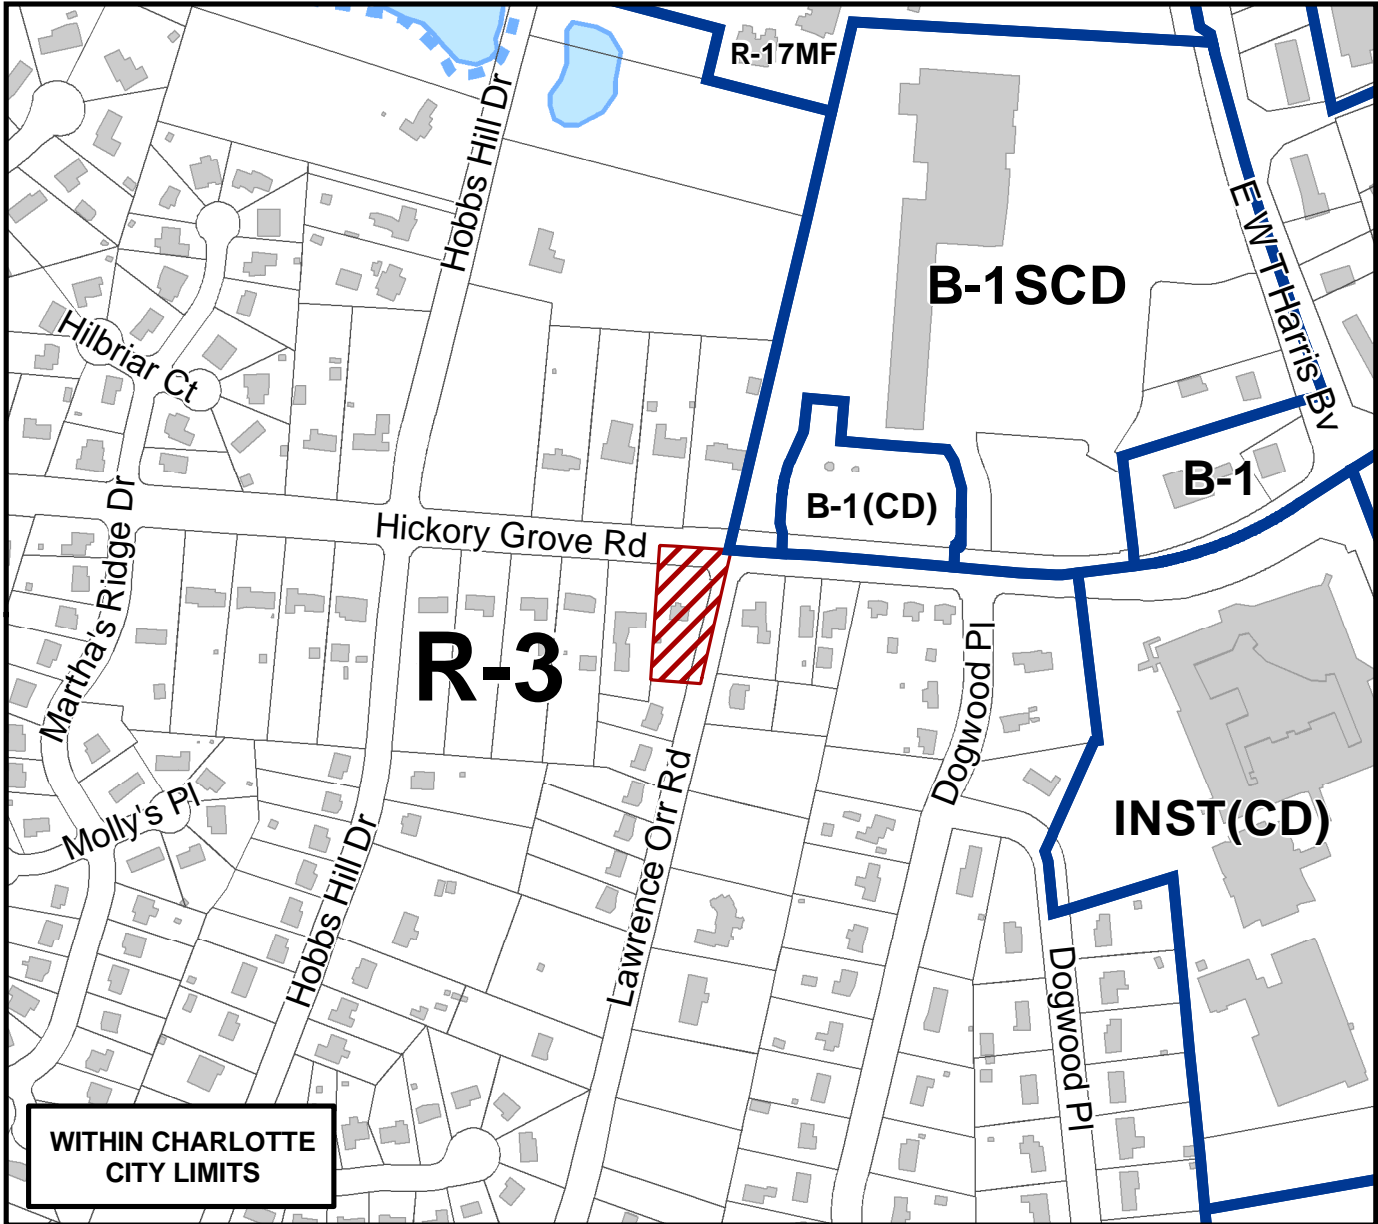 R-17MF
Hobbs Hill Dr
E W T Harris Bv
B-1SCD
Hilbriar Ct
B-1
B-1(CD)
Hickory Grove Rd
Martha's Ridge Dr
R-3
Dogwood Pl
Molly's Pl
Hobbs Hill Dr
Lawrence Orr Rd
INST(CD)
Dogwood Pl
WITHIN CHARLOTTE
CITY LIMITS